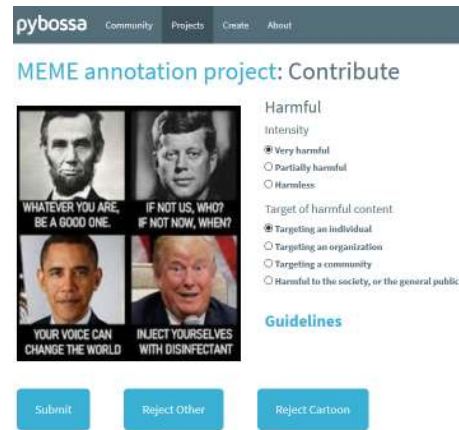 pybossa Community Projects Create About
MEME annotation project: Contribute
WHATEVER YOU ARE,
BE A GOOD ONE.
IF NOT US, WHO?
IF NOT NOW, WHEN?
YOUR VOICE CAN
CHANGE THE WORLD
INJECT YOURSELVES
WITH DISINFECTANT
Harmful
Intensity
Very harmful
Partially harmful
Harmless
Target of harmful content
Targeting an individual
Targeting an organization
Targeting a community
Harmful to the society, or the general public
Guidelines
Submit Reject Other Reject Cartoon